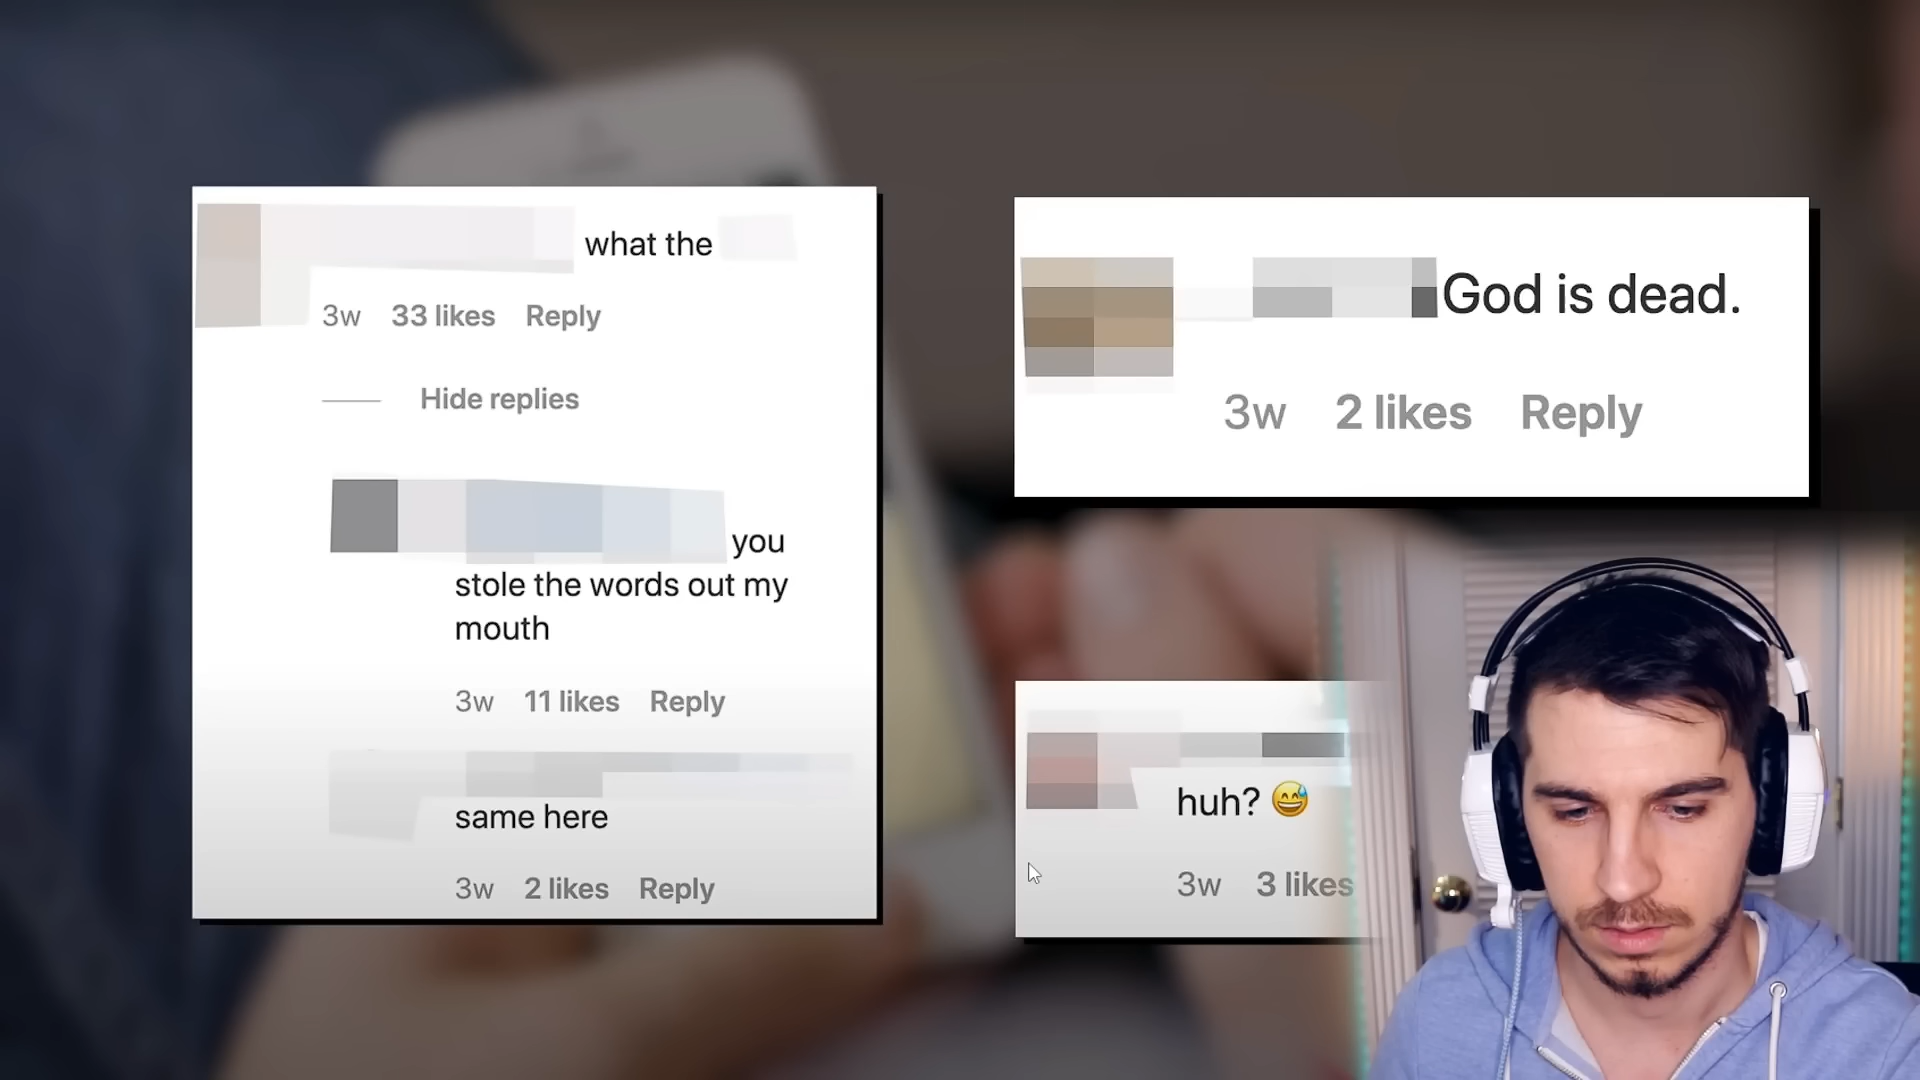 what the
3w 33 likes Reply
Hide replies
you
stole the words out my
mouth
3w 11 likes Reply
same here
3w 2 likes Reply
God is dead.
3w 2 likes Reply
huh? 😅
3w 3 likes